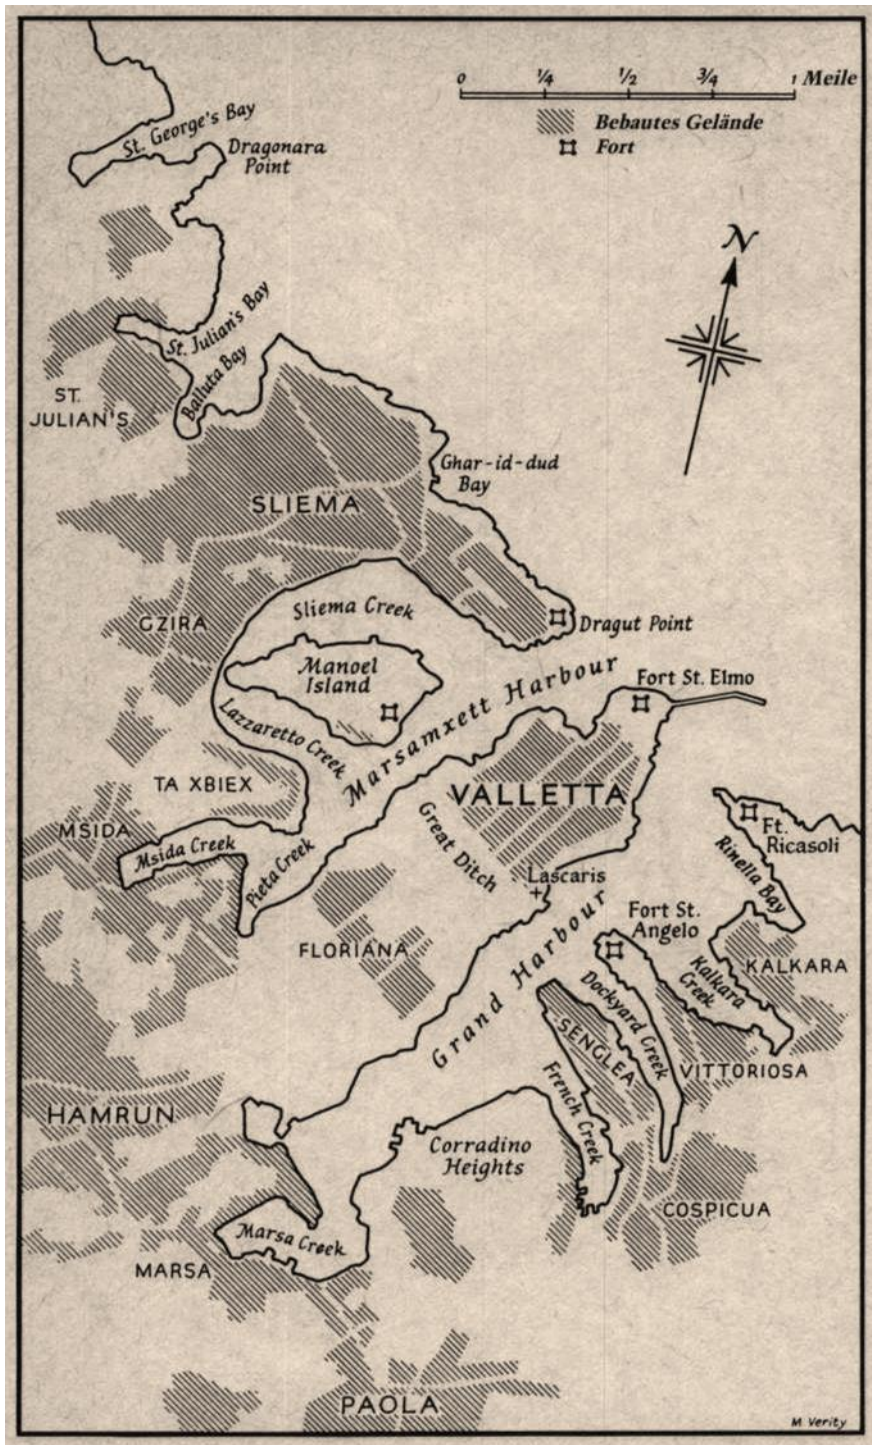 0 ¼ ½ ¾ 1 Meile
Bebautes Gelände
Fort
St. George's Bay
Dragonara
Point
N
St. Julian's Bay
Balluta Bay
ST.
JULIAN'S
Ghar-id-dud
Bay
SLIEMA
Sliema Creek
GZIRA
Dragut Point
Manoel
Island
Fort St. Elmo
Marsamxett Harbour
Lazzaretto Creek
TA XBIEX
VALLETTA
MSIDA
Msida Creek
Great Ditch
Ft.
Ricasoli
Pieta Creek
Rinella Bay
Lascaris
Fort St.
Angelo
FLORIANA
Grand Harbour
KALKARA
Kalkara
Creek
Dockyard Creek
SENGLEA
VITTORIOSA
French Creek
HAMRUN
Corradino
Heights
COSPICUA
Marsa Creek
MARSA
PAOLA
M Verity